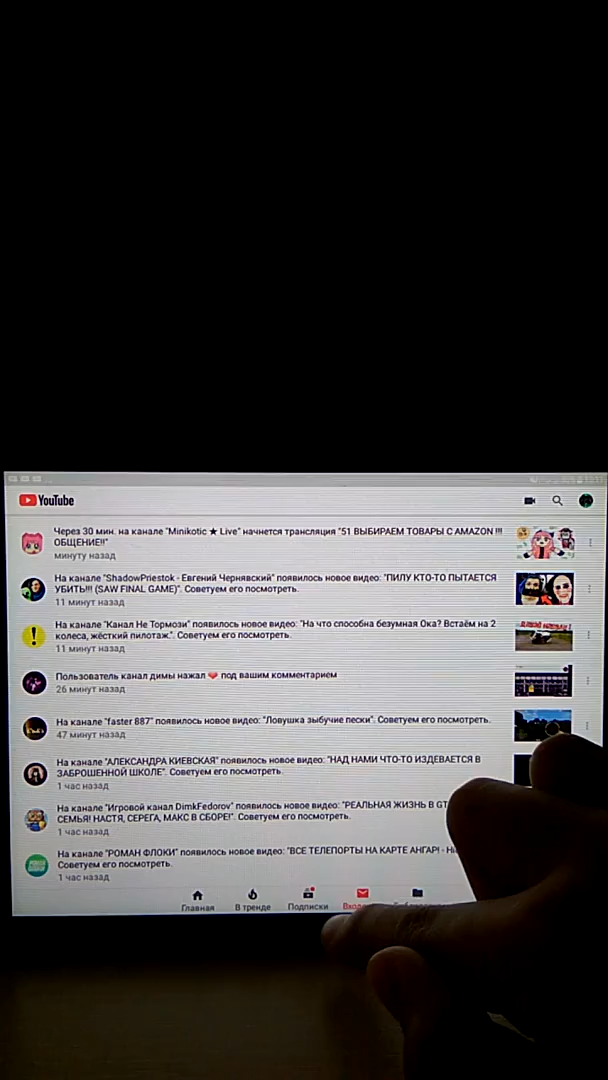 YouTube
Через 30 мин. на канале "Minikotic ★ Live" начнется трансляция "51 ВЫБИРАЕМ ТОВАРЫ С AMAZON !!!
ОБЩЕНИЕ!!"
минуту назад
На канале "ShadowPriestok - Евгений Чернявский" появилось новое видео: "ПИЛУ КТО-ТО ПЫТАЕТСЯ
УБИТЬ!!! (SAW FINAL GAME)". Советуем его посмотреть.
11 минут назад
На канале "Канал Не Тормози" появилось новое видео: "На что способна безумная Ока? Встаём на 2
колеса, жёсткий пилотаж.". Советуем его посмотреть.
11 минут назад
Пользователь канал димы нажал ❤ под вашим комментарием
26 минут назад
На канале "faster 887" появилось новое видео: "Ловушка зыбучие пески". Советуем его посмотреть.
47 минут назад
На канале "АЛЕКСАНДРА КИЕВСКАЯ" появилось новое видео: "НАД НАМИ ЧТО-ТО ИЗДЕВАЕТСЯ В
ЗАБРОШЕННОЙ ШКОЛЕ". Советуем его посмотреть.
1 час назад
На канале "Игровой канал DimkFedorov" появилось новое видео: "РЕАЛЬНАЯ ЖИЗНЬ В
СЕМЬЯ! НАСТЯ, СЕРЕГА, МАКС В СБОРЕ!". Советуем его посмотреть.
1 час назад
На канале "РОМАН ФЛОКИ" появилось новое видео: "ВСЕ ТЕЛЕПОРТЫ НА КАРТЕ АНГАР! -
Советуем его посмотреть.
1 час назад
Главная В тренде Подписки